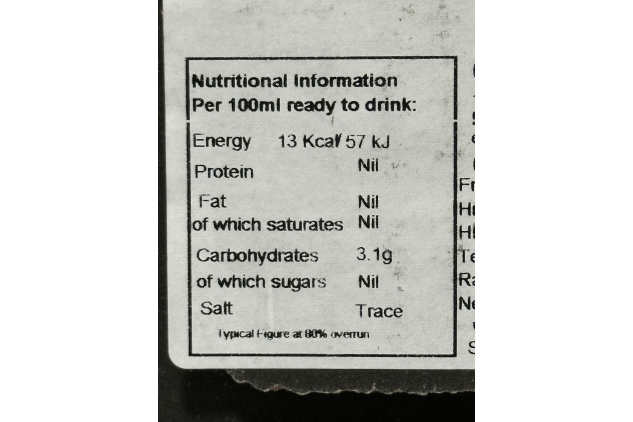 Nutritional Information
Per 100ml ready to drink:
Energy 13 Kcal/ 57 kJ
Protein Nil
Fat Nil
of which saturates Nil
Carbohydrates 3.1g
of which sugars Nil
Salt Trace
Typical Figure at 80% overrun